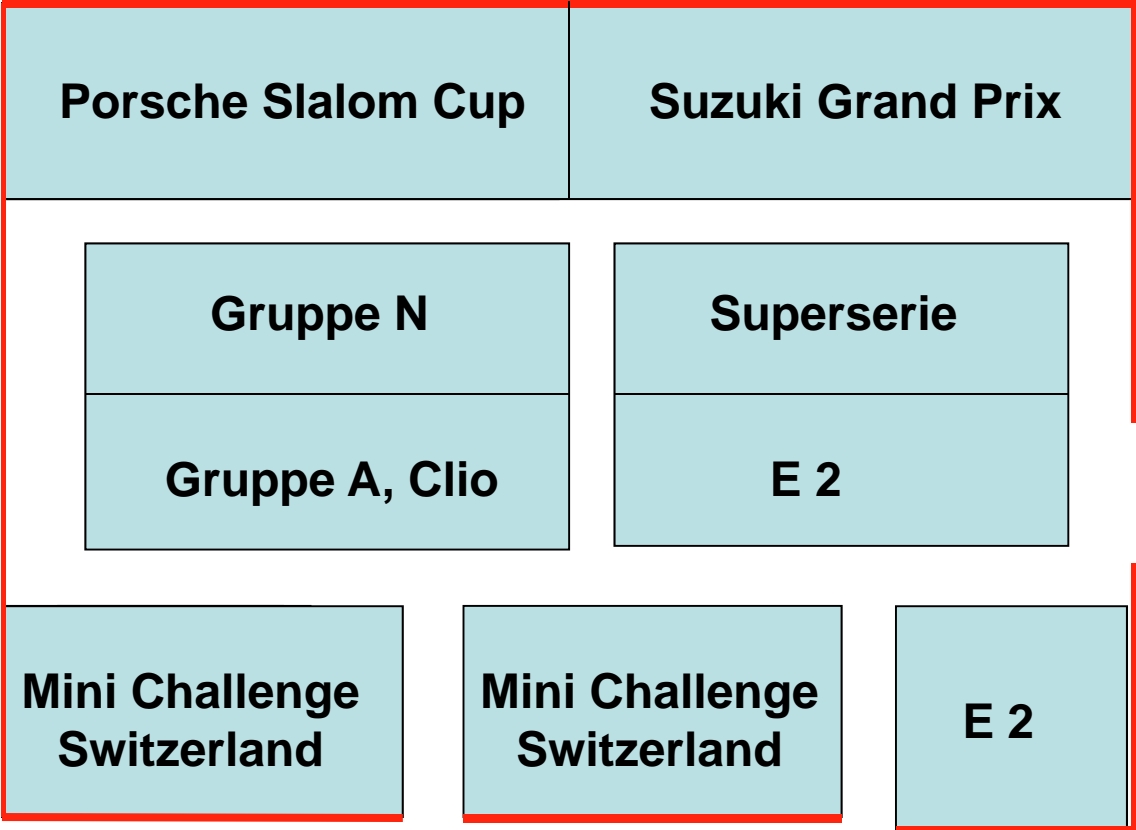 Porsche Slalom Cup
Suzuki Grand Prix
Gruppe N
Superserie
Gruppe A, Clio
E 2
Mini Challenge
Switzerland
Mini Challenge
Switzerland
E 2